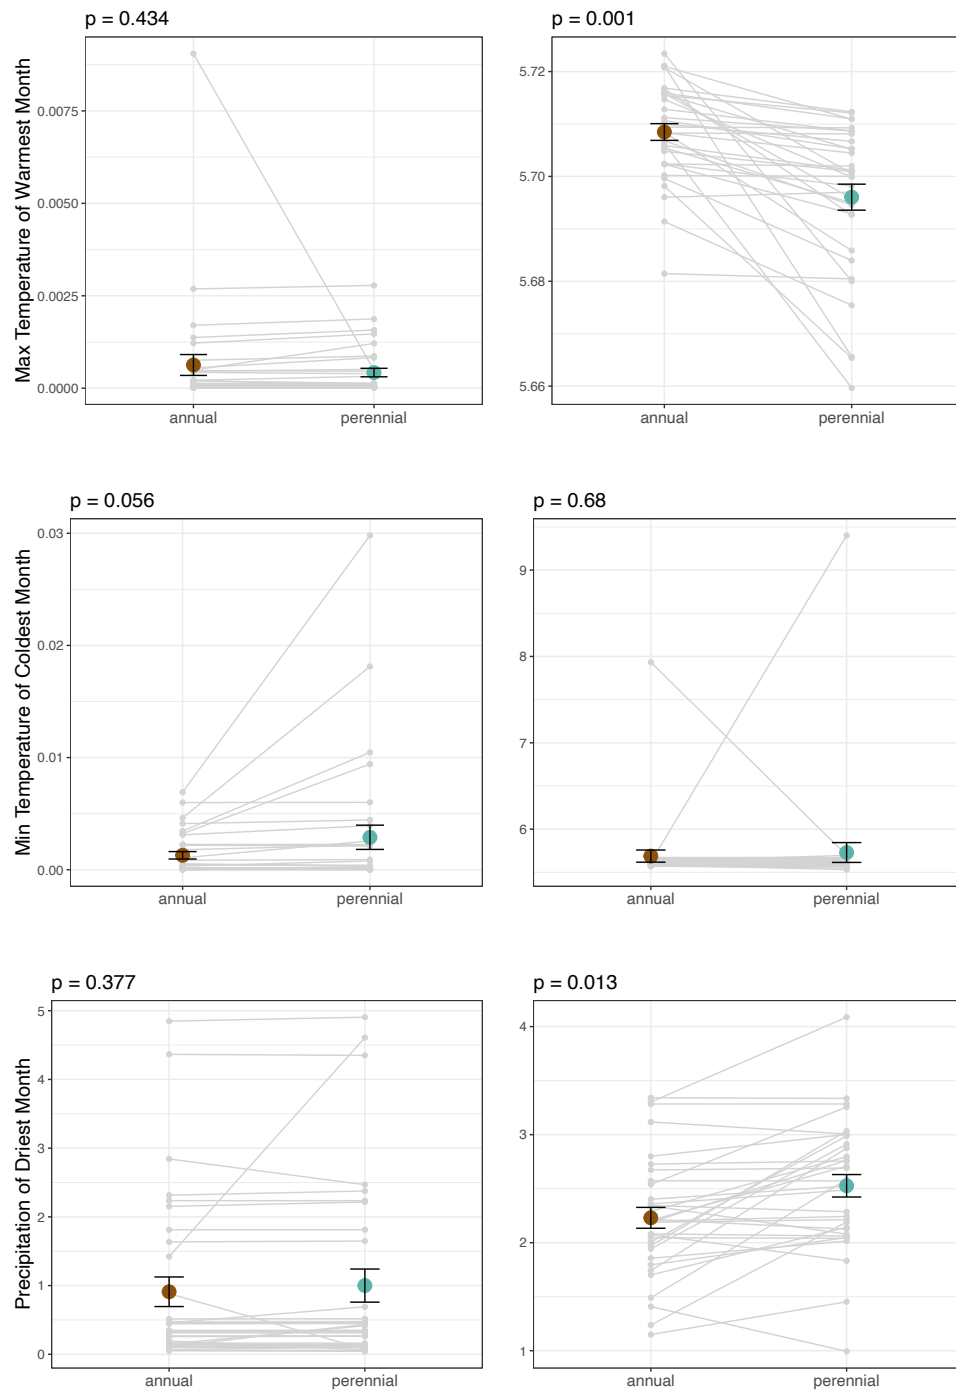 p = 0.434
Max Temperature of Warmest Month
0.0075
0.0050
0.0025
0.0000
annual perennial
p = 0.001
5.72
5.70
5.68
5.66
annual perennial
p = 0.056
Min Temperature of Coldest Month
0.03
0.02
0.01
0.00
annual perennial
p = 0.68
9
8
7
6
annual perennial
p = 0.377
Precipitation of Driest Month
5
4
3
2
1
0
annual perennial
p = 0.013
4
3
2
1
annual perennial